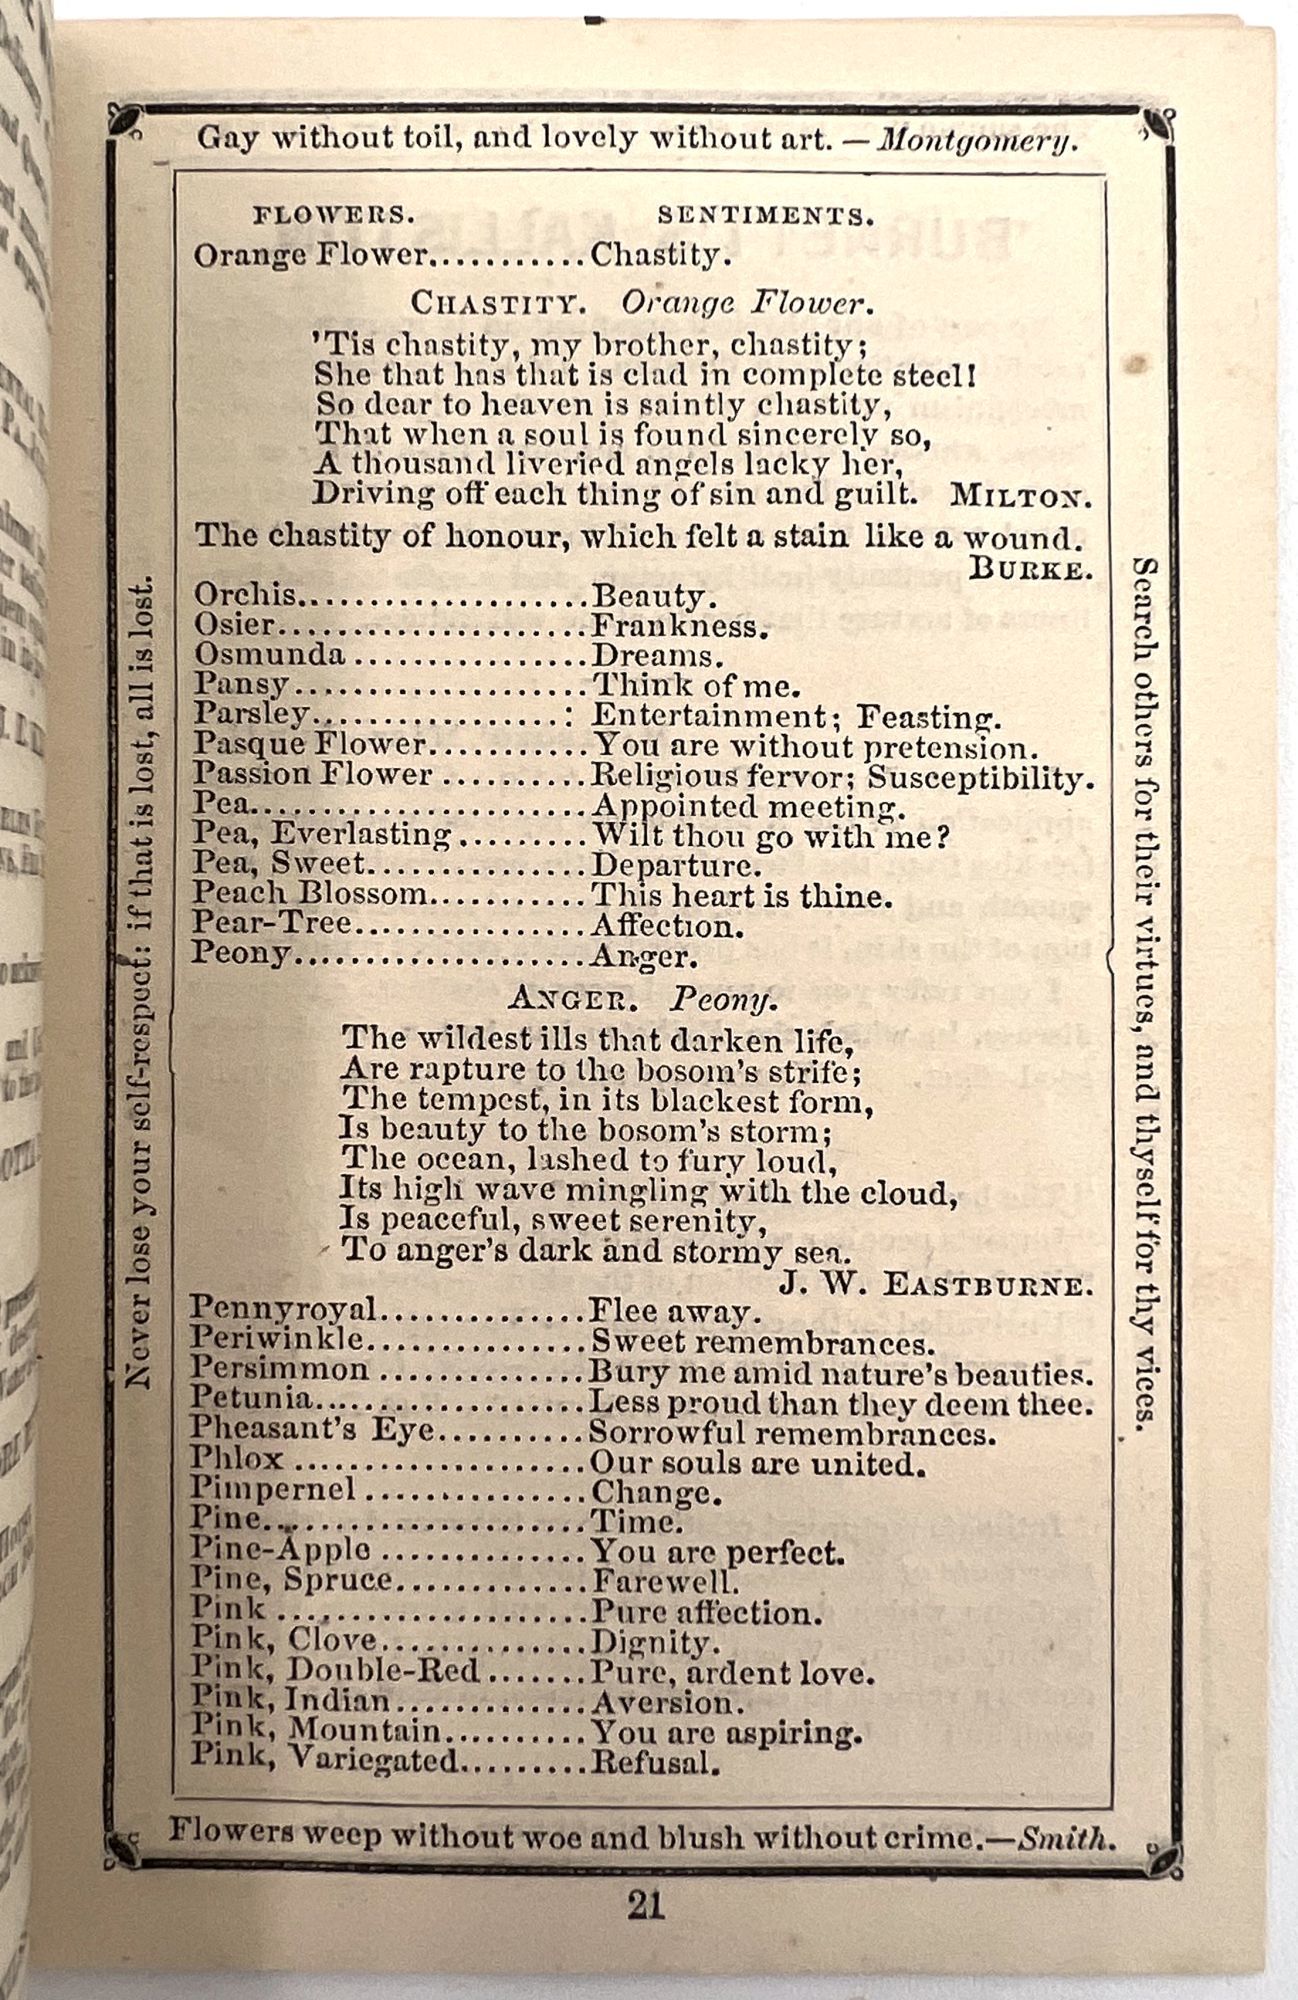 Gay without toil, and lovely without art. — Montgomery.
FLOWERS. SENTIMENTS.
Orange Flower...........Chastity.
CHASTITY. Orange Flower.
'Tis chastity, my brother, chastity;
She that has that is clad in complete steel!
So dear to heaven is saintly chastity,
That when a soul is found sincerely so,
A thousand liveried angels lacky her,
Driving off each thing of sin and guilt. MILTON.
The chastity of honour, which felt a stain like a wound.
BURKE.
Orchis....................Beauty.
Osier.....................Frankness.
Osmunda ................Dreams.
Pansy....................Think of me.
Parsley.................: Entertainment; Feasting.
Pasque Flower...........You are without pretension.
Passion Flower ..........Religious fervor; Susceptibility.
Pea.......................Appointed meeting.
Pea, Everlasting.........Wilt thou go with me?
Pea, Sweet...............Departure.
Peach Blossom...........This heart is thine.
Pear-Tree................Affection.
Peony....................Anger.
ANGER. Peony.
The wildest ills that darken life,
Are rapture to the bosom's strife;
The tempest, in its blackest form,
Is beauty to the bosom's storm;
The ocean, lashed to fury loud,
Its high wave mingling with the cloud,
Is peaceful, sweet serenity,
To anger's dark and stormy sea.
J. W. EASTBURNE.
Pennyroyal..............Flee away.
Periwinkle...............Sweet remembrances.
Persimmon ..............Bury me amid nature's beauties.
Petunia...................Less proud than they deem thee.
Pheasant's Eye..........Sorrowful remembrances.
Phlox ....................Our souls are united.
Pimpernel ...............Change.
Pine......................Time.
Pine-Apple ..............You are perfect.
Pine, Spruce.............Farewell.
Pink .....................Pure affection.
Pink, Clove..............Dignity.
Pink, Double-Red .......Pure, ardent love.
Pink, Indian.............Aversion.
Pink, Mountain..........You are aspiring.
Pink, Variegated.........Refusal.
Flowers weep without woe and blush without crime.—Smith.
Never lose your self-respect: if that is lost, all is lost.
Search others for their virtues, and thyself for thy vices.
21